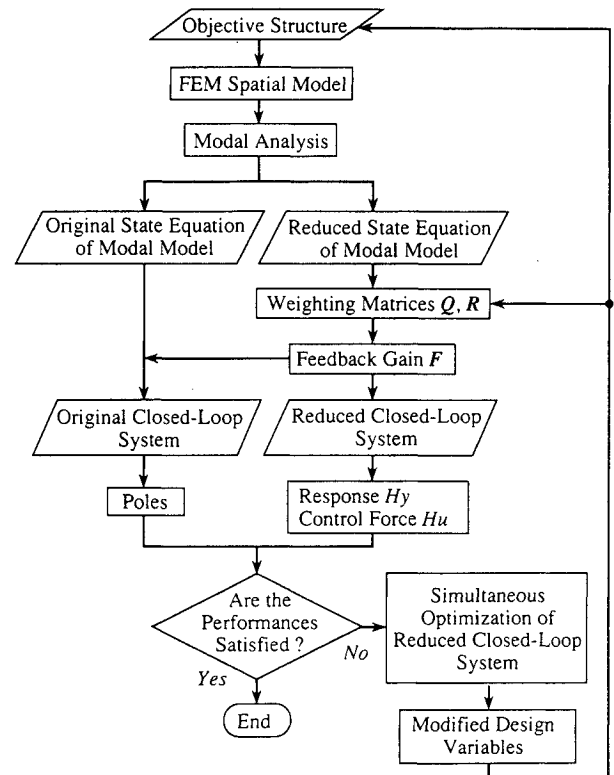 Objective Structure
FEM Spatial Model
Modal Analysis
Original State Equation
of Modal Model
Reduced State Equation
of Modal Model
Weighting Matrices Q, R
Feedback Gain F
Original Closed-Loop
System
Reduced Closed-Loop
System
Poles
Response Hy
Control Force Hu
Are the
Performances
Satisfied ?
No
Yes
Simultaneous
Optimization of
Reduced Closed-Loop
System
End
Modified Design
Variables